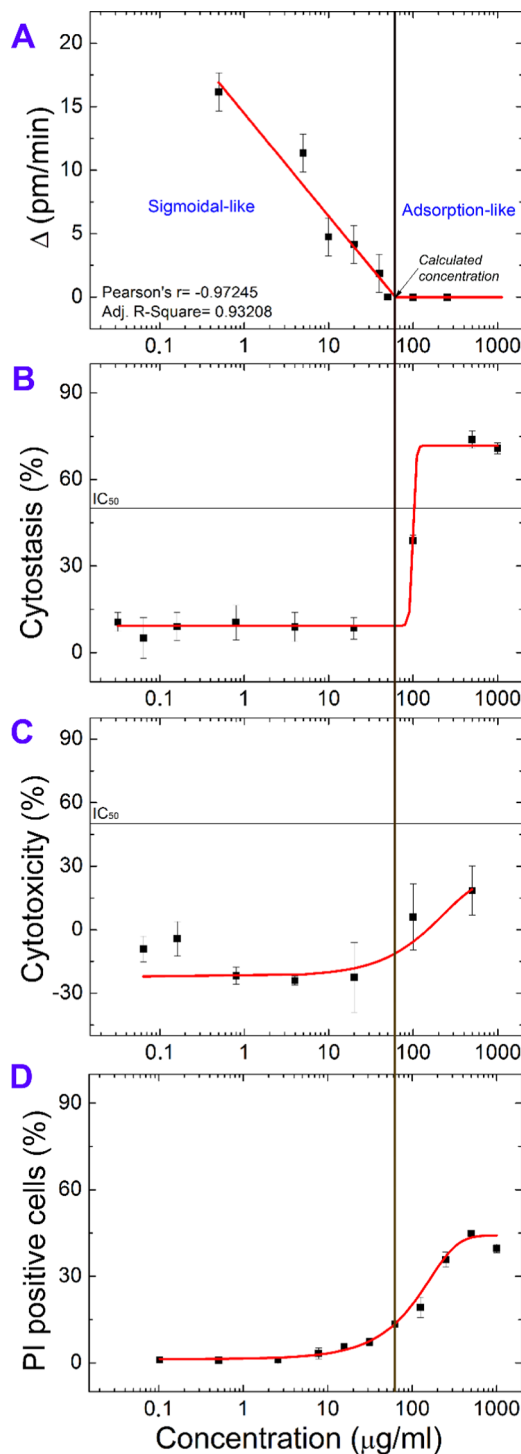 A
Δ (pm/min)
20
15
10
5
0
Sigmoidal-like
Adsorption-like
Calculated
concentration
Pearson's r= -0.97245
Adj. R-Square= 0.93208
0.1 1 10 100 1000
B
Cytostasis (%)
90
60
IC50
30
0
0.1 1 10 100 1000
C
Cytotoxicity (%)
90
60
IC50
30
0
-30
0.1 1 10 100 1000
D
PI positive cells (%)
90
60
30
0
0.1 1 10 100 1000
Concentration (μg/ml)